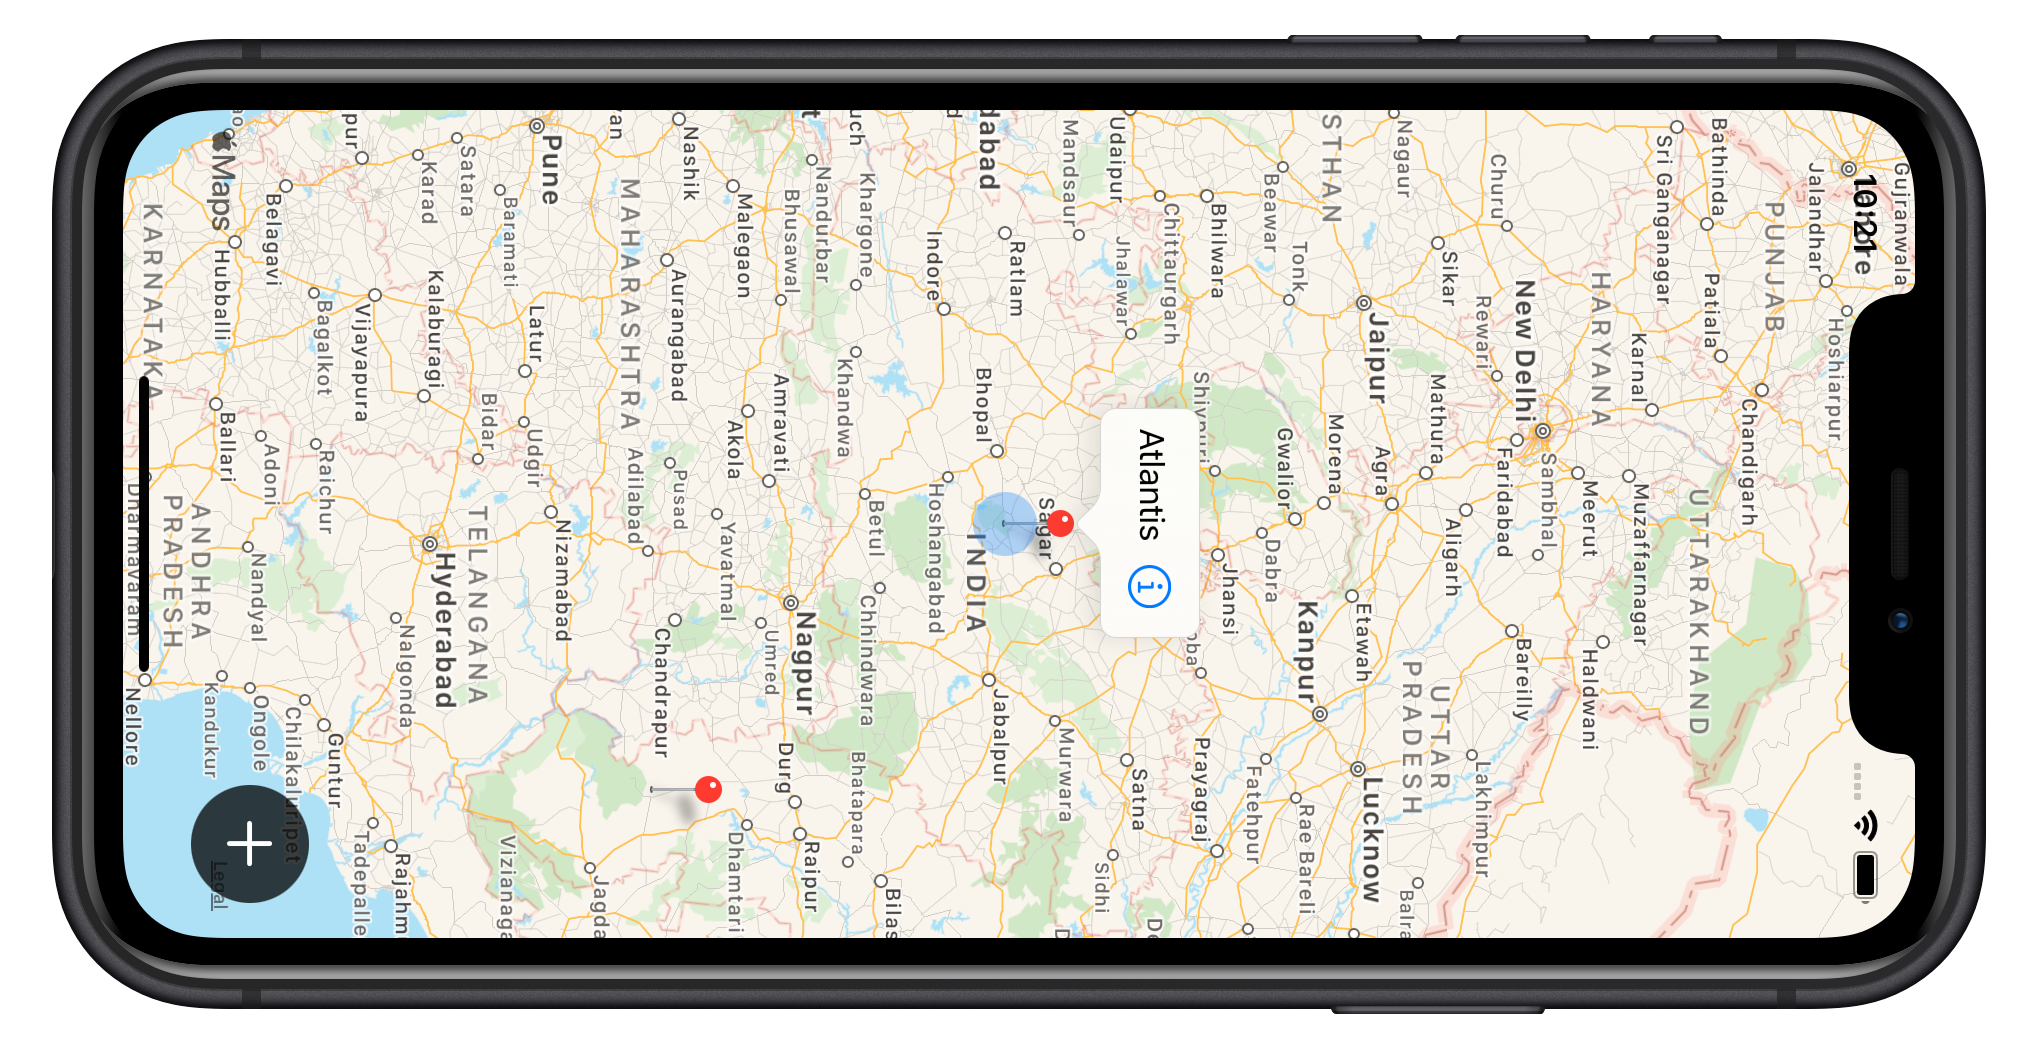 Gujranwala
10:21
Hoshiarpur
Jalandhar
PUNJAB
Chandigarh
Bathinda
Patiala
UTTARAKHAND
Sri Ganganagar
Karnal
Muzaffarnagar
HARYANA
Meerut
Haldwani
Sambhal
New Delhi
Bareilly
Churu
Faridabad
Rewari
Lakhimpur
Sikar
Mathura
Aligarh
UTTAR
PRADESH
Nagaur
Agra
Balra
Jaipur
Etawah
Lucknow
STHAN
Morena
Tonk
Gwalior
Kanpur
Rae Bareli
Beawar
Dabra
Fatehpur
Bhilwara
Jhansi
Shivpuri
Prayagraj
Chittaurgarh
Atlantis
Udaipur
Jhalawar
Satna
Mandsaur
Sagar
Murwara
Sidhi
Ratlam
Jabalpur
dabad
Bhopal
INDIA
Indore
Hoshangabad
Bilas
Khargone
Betul
Chhindwara
uch
Khandwa
Bhatapara
Nandurbar
Nagpur
Raipur
Bhusawal
Amravati
Umred
Durg
Malegaon
Akola
Yavatmal
Dhamtari
Nashik
Aurangabad
Pusad
Chandrapur
MAHARASHTRA
Adilabad
Jagda
Pune
Latur
Udgir
Nizamabad
Baramati
Bidar
TELANGANA
Vizianaga
Satara
Kalaburagi
Hyderabad
Karad
Nalgonda
Rajahm
pur
Vijayapura
Tadepalle
Bagalkot
Raichur
Guntur
Belagavi
Adoni
Nandyal
Chilakaluripet
Ongole
Hubballi
Ballari
Kandukur
Maps
Legal
KARNATAKA
ANDHRA
PRADESH
Dharmavaram
Nellore